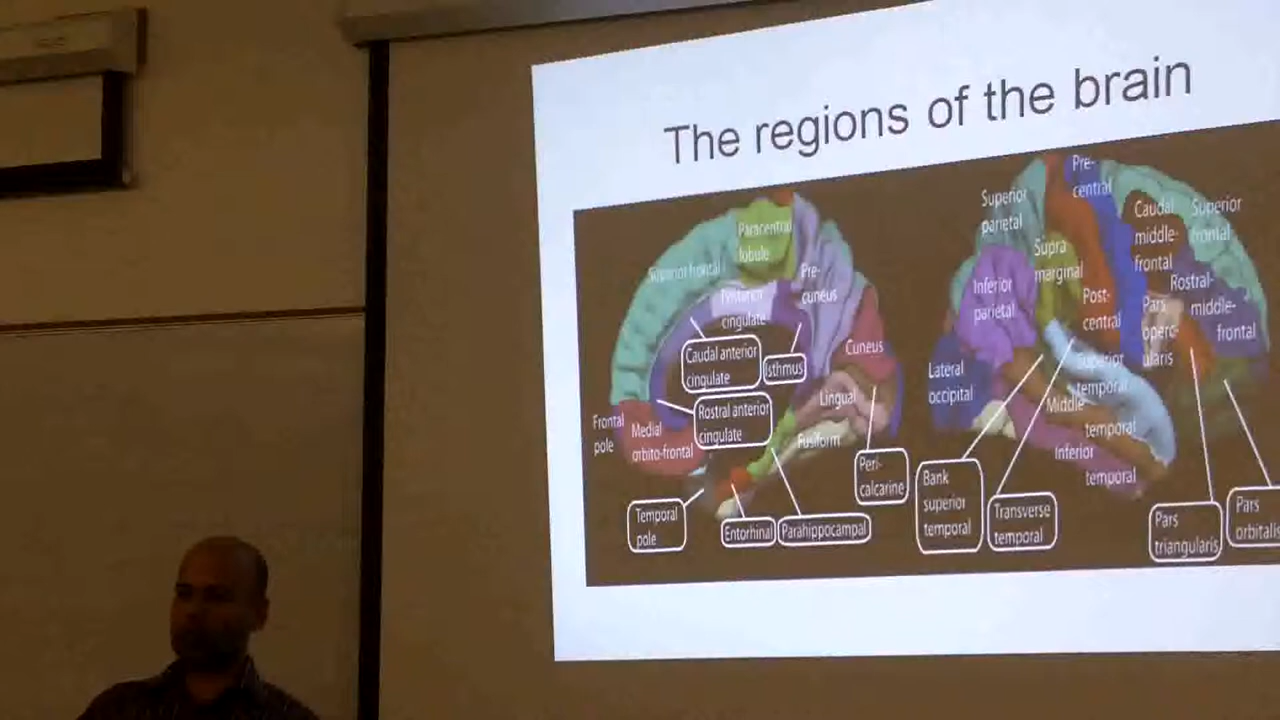 The regions of the brain
Paracentral
lobule
Superior frontal
Pre-
cuneus
Posterior
cingulate
Caudal anterior
cingulate
Isthmus
Cuneus
Rostral anterior
cingulate
Lingual
Frontal
pole
Medial
orbito-frontal
Fusiform
Peri-
calcarine
Temporal
pole
Entorhinal
Parahippocampal
Pre-
central
Superior
parietal
Caudal
middle-
frontal
Superior
frontal
Supra
marginal
Inferior
parietal
Post-
central
Rostral-
middle-
frontal
Pars
operc-
ularis
Lateral
occipital
Superior
temporal
Middle
temporal
Inferior
temporal
Bank
superior
temporal
Transverse
temporal
Pars
triangularis
Pars
orbitalis